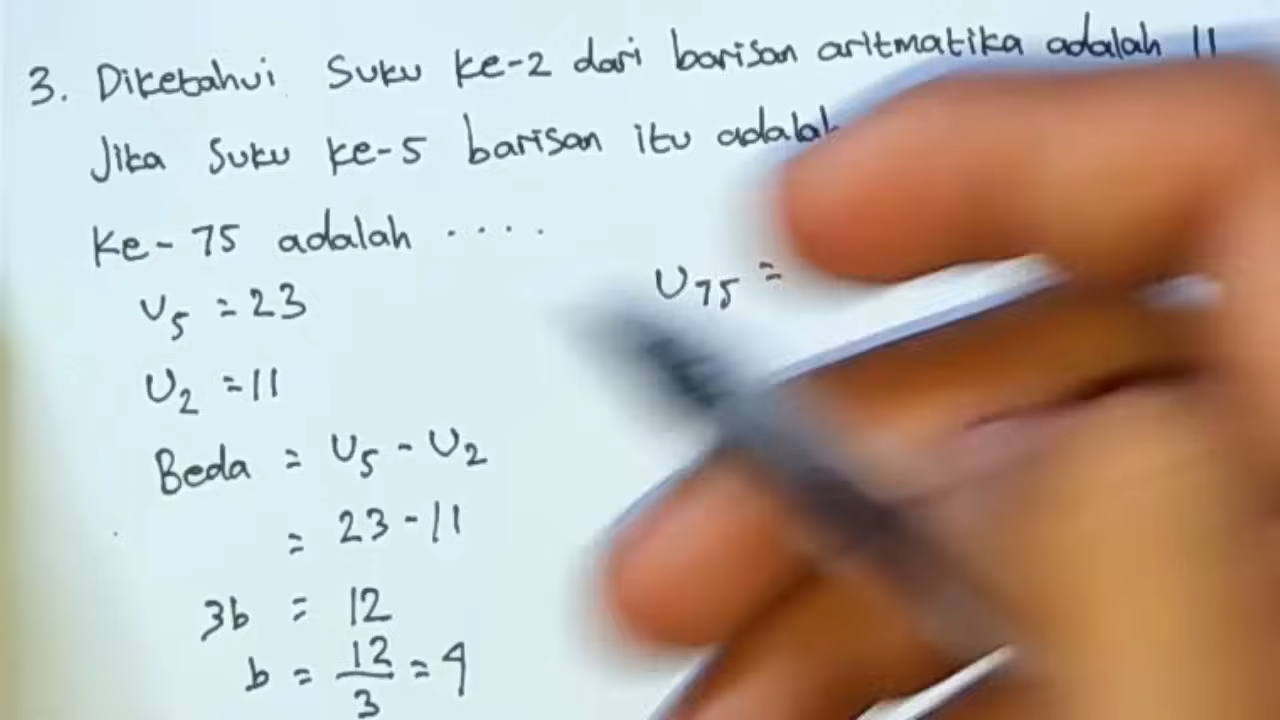 3. Diketahui Suku ke-2 dari barisan aritmatika adalah 11
Jika Suku ke-5 barisan itu adalah
Ke-75 adalah ....
U5 = 23
U75 =
U2 = 11
Beda = U5 - U2
= 23 - 11
3b = 12
b = 12/3 = 4